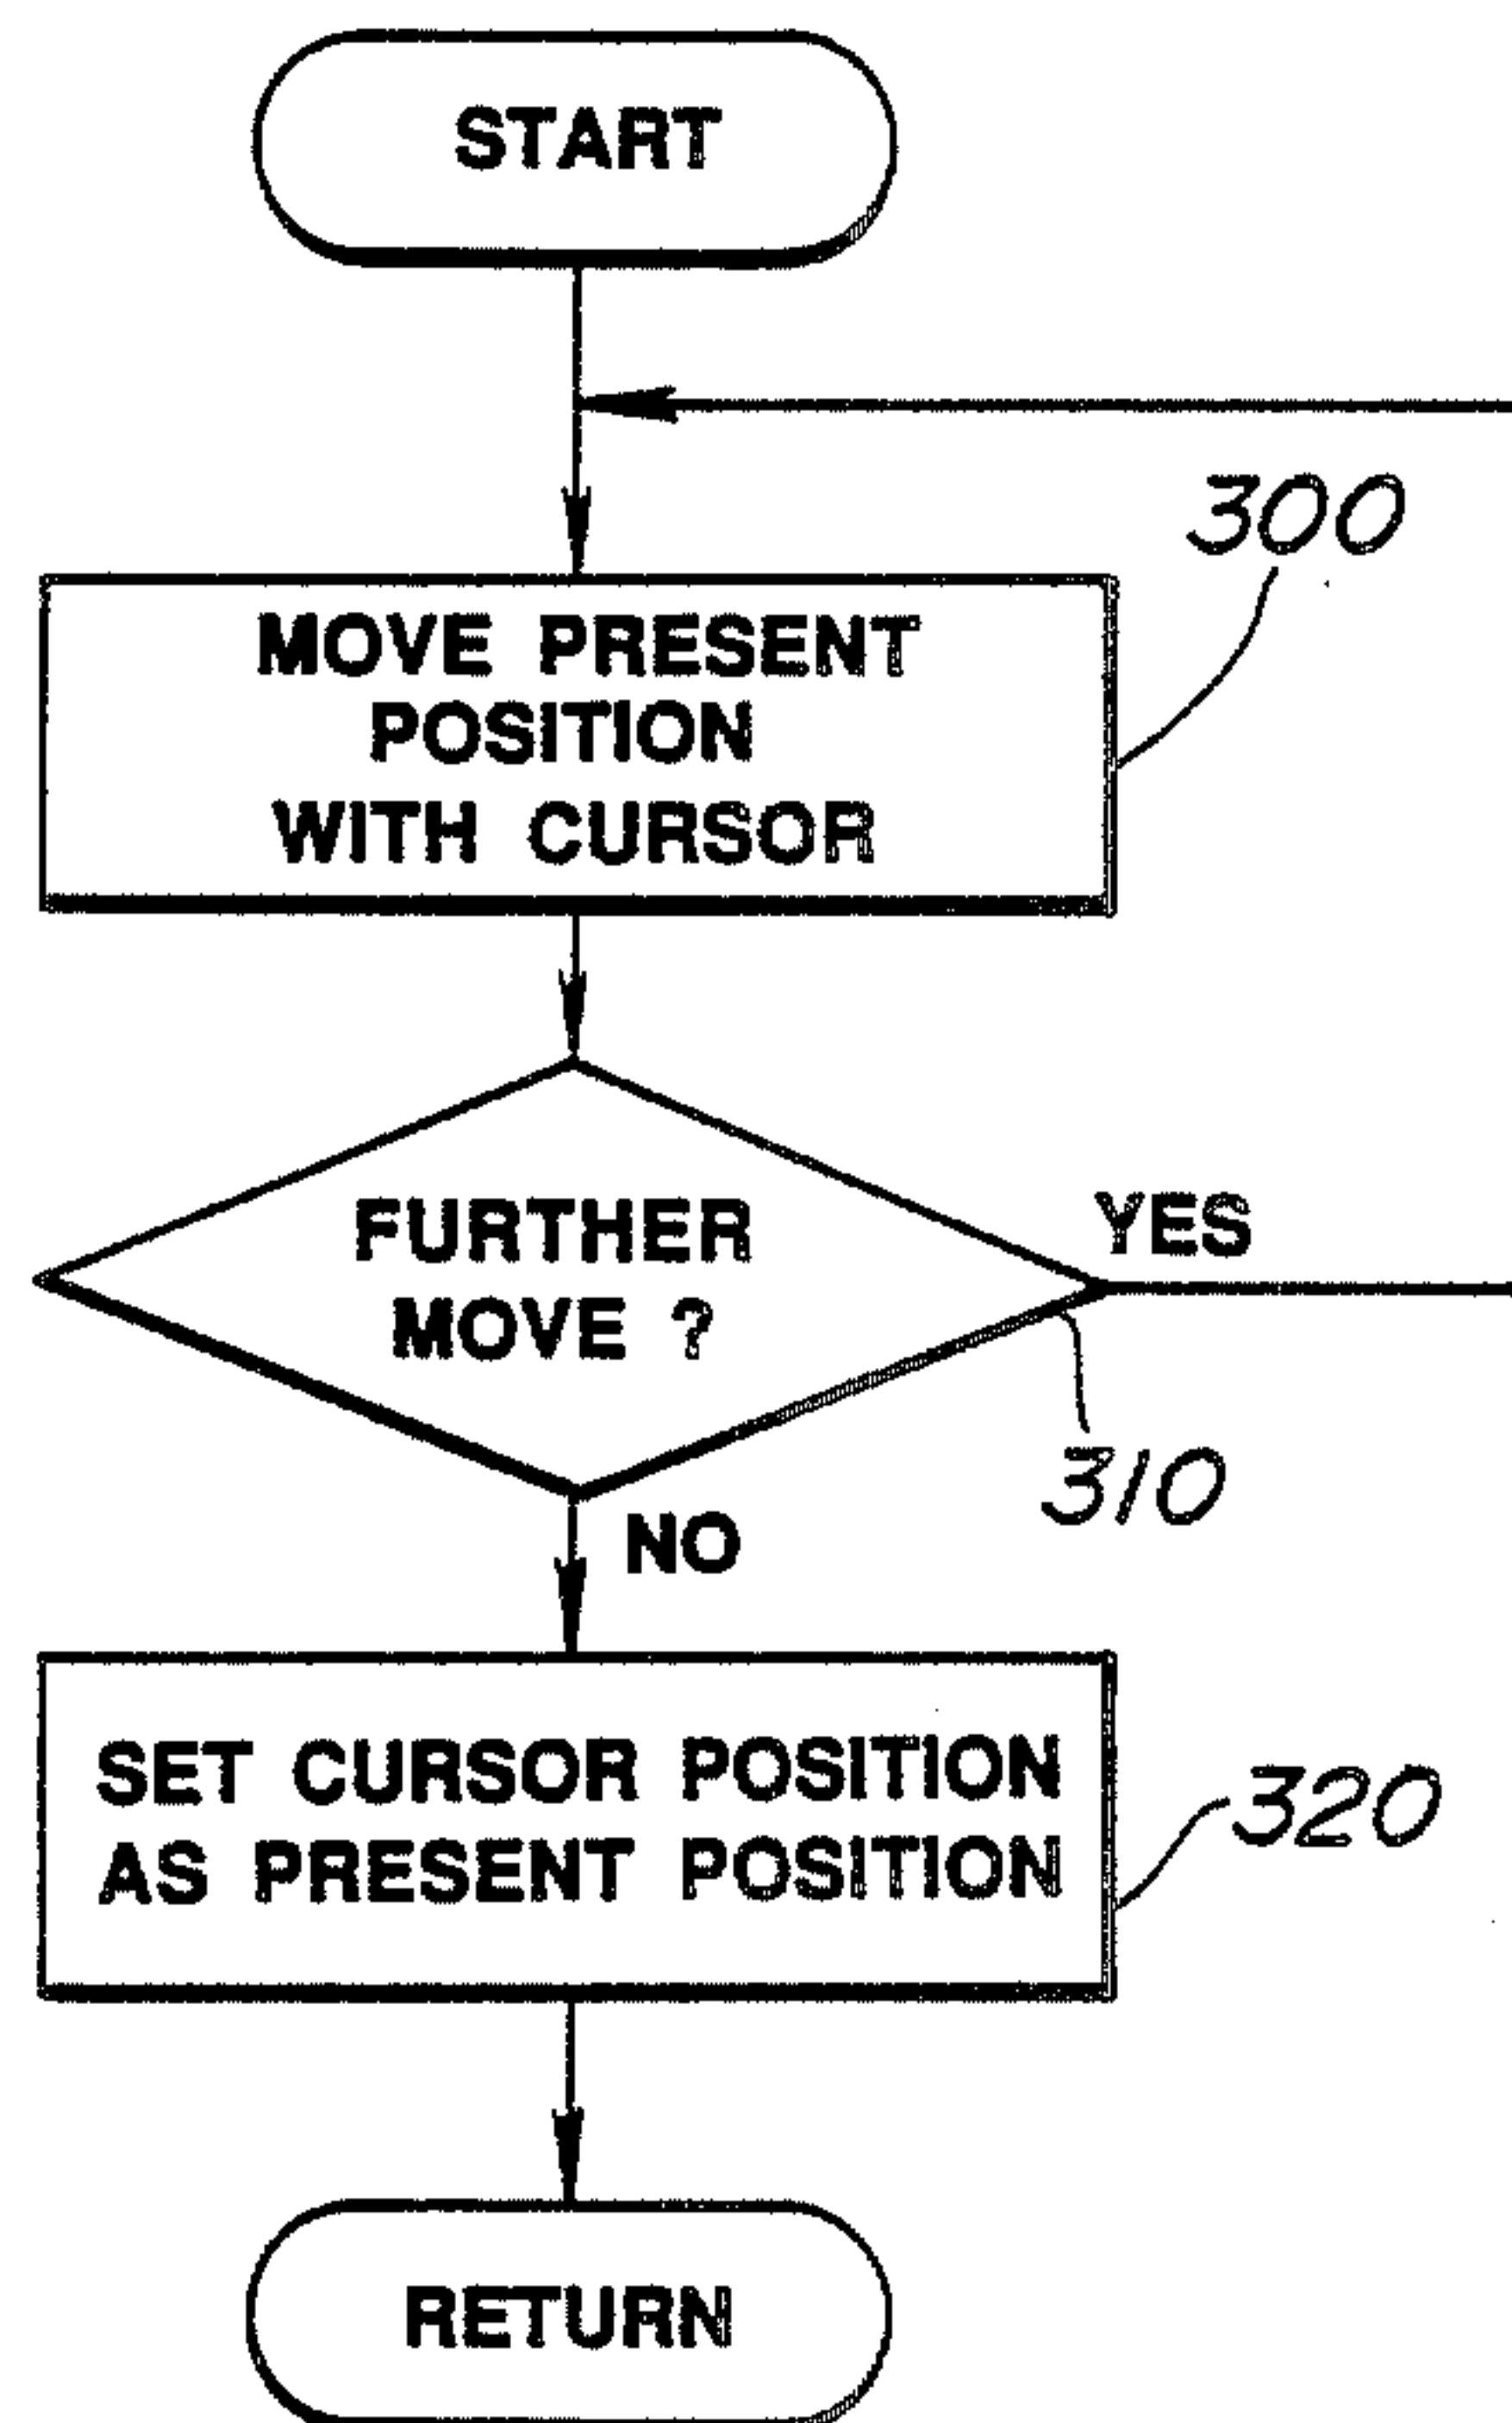 START
300
MOVE PRESENT
POSITION
WITH CURSOR
FURTHER
MOVE ?
YES
310
NO
SET CURSOR POSITION
AS PRESENT POSITION
320
RETURN